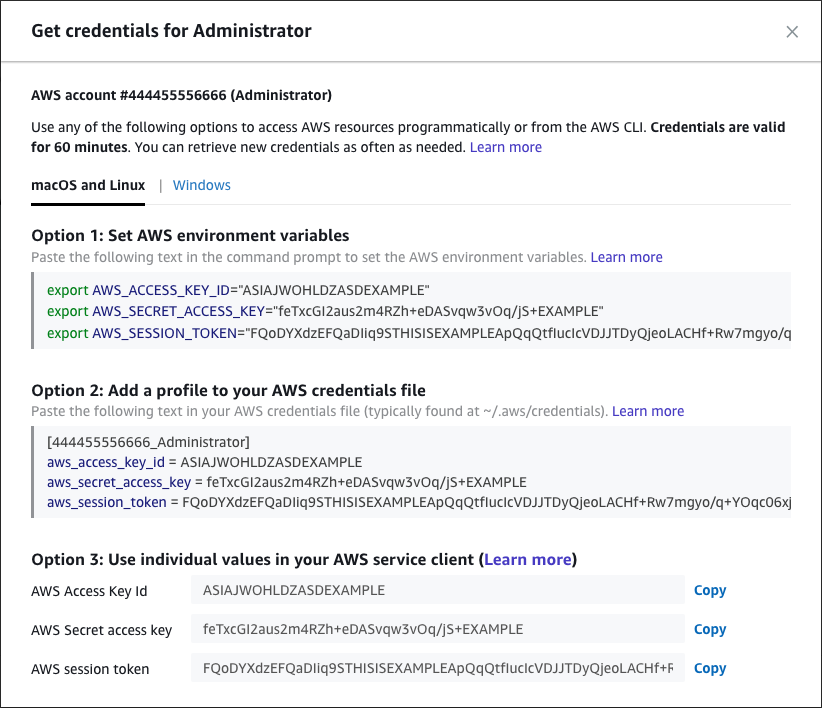 Get credentials for Administrator
AWS account #444455556666 (Administrator)
Use any of the following options to access AWS resources programmatically or from the AWS CLI. Credentials are valid
for 60 minutes. You can retrieve new credentials as often as needed. Learn more
macOS and Linux | Windows
Option 1: Set AWS environment variables
Paste the following text in the command prompt to set the AWS environment variables. Learn more
export AWS_ACCESS_KEY_ID="ASIAJWOHLDZASDEXAMPLE"
export AWS_SECRET_ACCESS_KEY="feTxcGI2aus2m4RZh+eDASvqw3vOq/jS+EXAMPLE"
export AWS_SESSION_TOKEN="FQoDYXdzEFQaDIiq9STHISISEXAMPLEApQqQtfIucIcVDJJTDyQjeoLACHf+Rw7mgyo/q
Option 2: Add a profile to your AWS credentials file
Paste the following text in your AWS credentials file (typically found at ~/.aws/credentials). Learn more
[444455556666_Administrator]
aws_access_key_id = ASIAJWOHLDZASDEXAMPLE
aws_secret_access_key = feTxcGI2aus2m4RZh+eDASvqw3vOq/jS+EXAMPLE
aws_session_token = FQoDYXdzEFQaDIiq9STHISISEXAMPLEApQqQtfIucIcVDJJTDyQjeoLACHf+Rw7mgyo/q+YOqc06xj
Option 3: Use individual values in your AWS service client (Learn more)
AWS Access Key Id ASIAJWOHLDZASDEXAMPLE Copy
AWS Secret access key feTxcGI2aus2m4RZh+eDASvqw3vOq/jS+EXAMPLE Copy
AWS session token FQoDYXdzEFQaDIiq9STHISISEXAMPLEApQqQtfIucIcVDJJTDyQjeoLACHf+R Copy